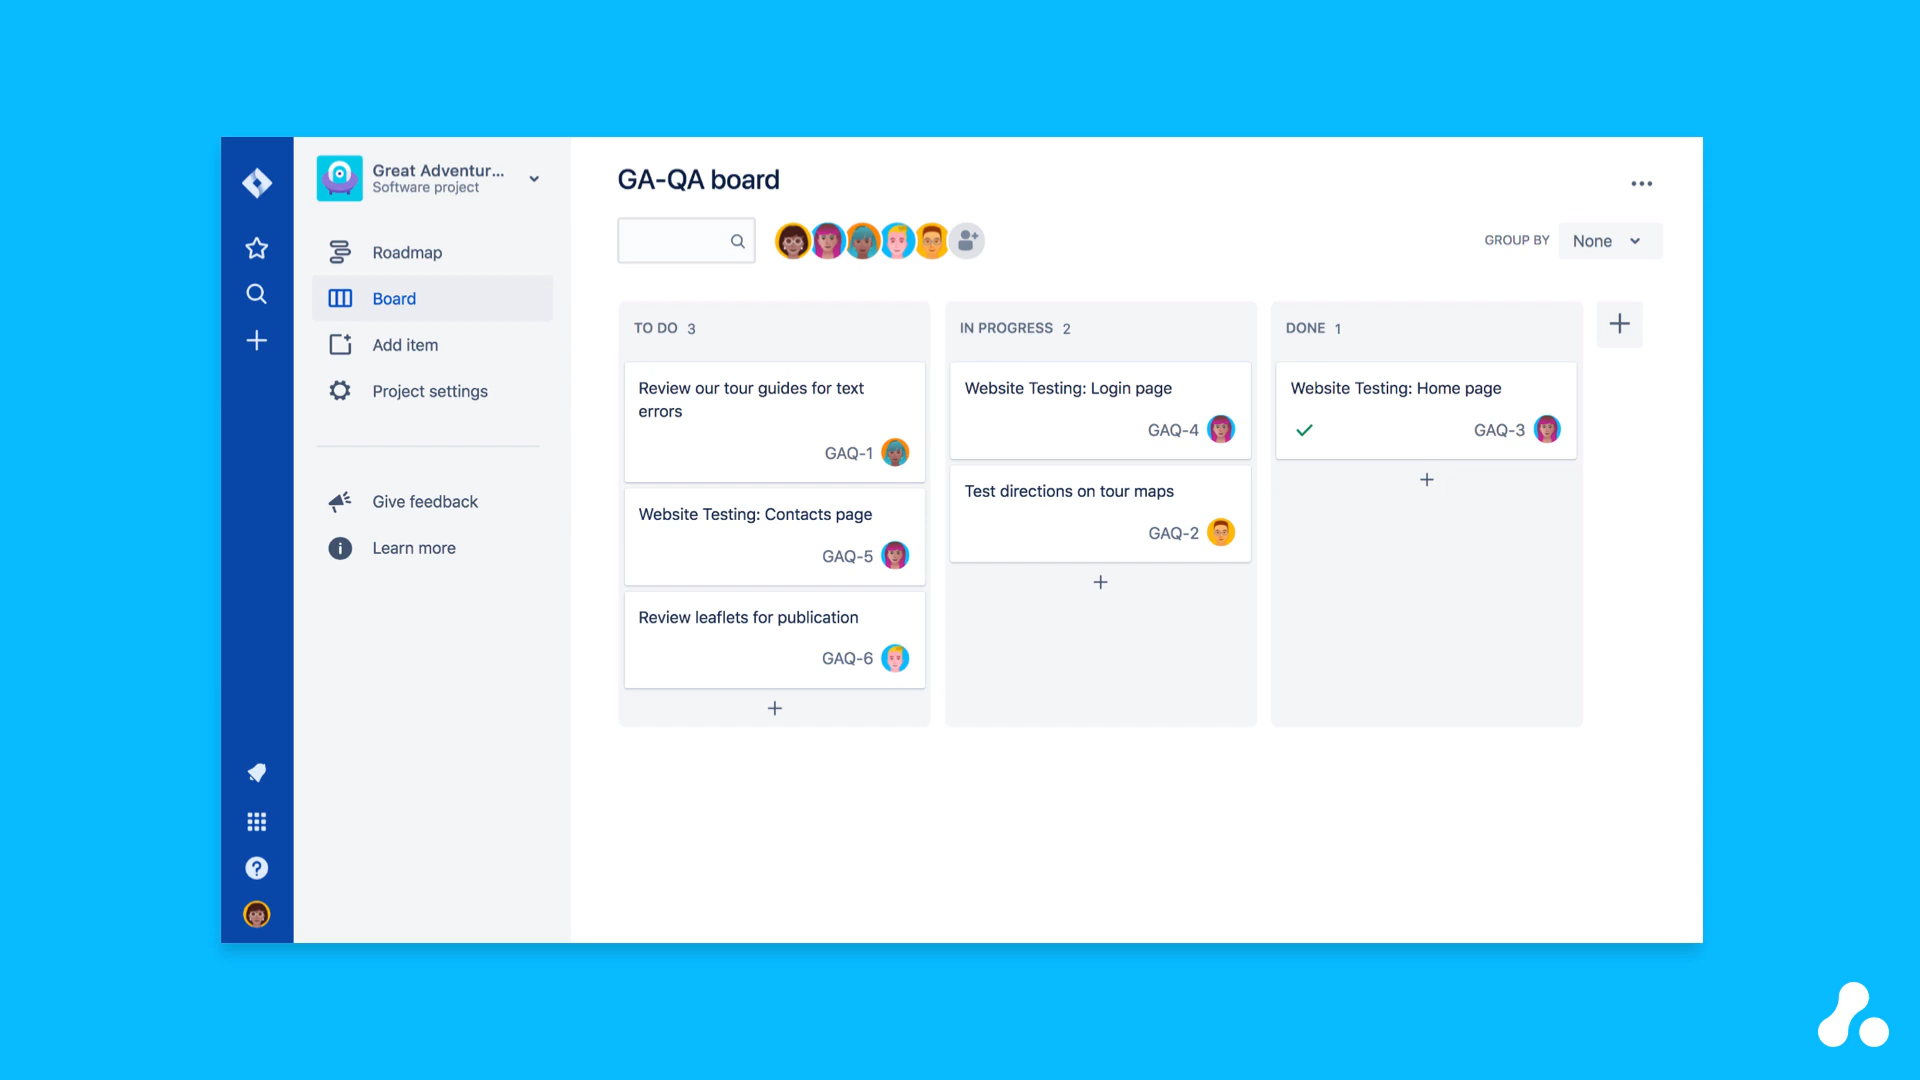 Great Adventur...
Software project
Roadmap
Board
Add item
Project settings
Give feedback
Learn more
GA-QA board
GROUP BY
None
TO DO 3
Review our tour guides for text
errors
GAQ-1
Website Testing: Contacts page
GAQ-5
Review leaflets for publication
GAQ-6
IN PROGRESS 2
Website Testing: Login page
GAQ-4
Test directions on tour maps
GAQ-2
DONE 1
Website Testing: Home page
GAQ-3